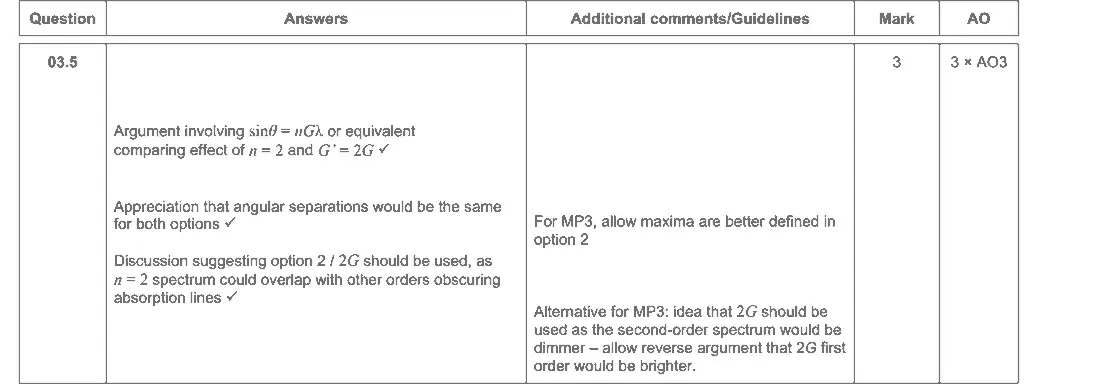 Question Answers Additional comments/Guidelines Mark AO
03.5 3 3 × AO3
Argument involving sinθ = nGλ or equivalent
comparing effect of n = 2 and G’ = 2G ✓
Appreciation that angular separations would be the same
for both options ✓
For MP3, allow maxima are better defined in
option 2
Discussion suggesting option 2 / 2G should be used, as
n = 2 spectrum could overlap with other orders obscuring
absorption lines ✓
Alternative for MP3: idea that 2G should be
used as the second-order spectrum would be
dimmer – allow reverse argument that 2G first
order would be brighter.